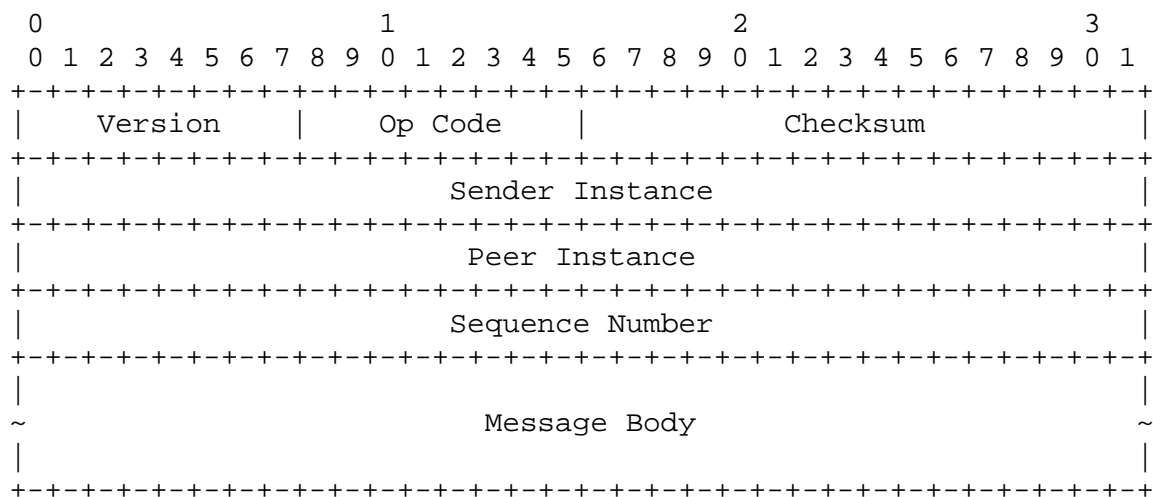 0                   1                   2                   3
 0 1 2 3 4 5 6 7 8 9 0 1 2 3 4 5 6 7 8 9 0 1 2 3 4 5 6 7 8 9 0 1
+-+-+-+-+-+-+-+-+-+-+-+-+-+-+-+-+-+-+-+-+-+-+-+-+-+-+-+-+-+-+-+-+
|    Version    |    Op Code    |           Checksum            |
+-+-+-+-+-+-+-+-+-+-+-+-+-+-+-+-+-+-+-+-+-+-+-+-+-+-+-+-+-+-+-+-+
|                        Sender Instance                        |
+-+-+-+-+-+-+-+-+-+-+-+-+-+-+-+-+-+-+-+-+-+-+-+-+-+-+-+-+-+-+-+-+
|                         Peer Instance                         |
+-+-+-+-+-+-+-+-+-+-+-+-+-+-+-+-+-+-+-+-+-+-+-+-+-+-+-+-+-+-+-+-+
|                        Sequence Number                        |
+-+-+-+-+-+-+-+-+-+-+-+-+-+-+-+-+-+-+-+-+-+-+-+-+-+-+-+-+-+-+-+-+
|                                                               |
~                          Message Body                         ~
|                                                               |
+-+-+-+-+-+-+-+-+-+-+-+-+-+-+-+-+-+-+-+-+-+-+-+-+-+-+-+-+-+-+-+-+